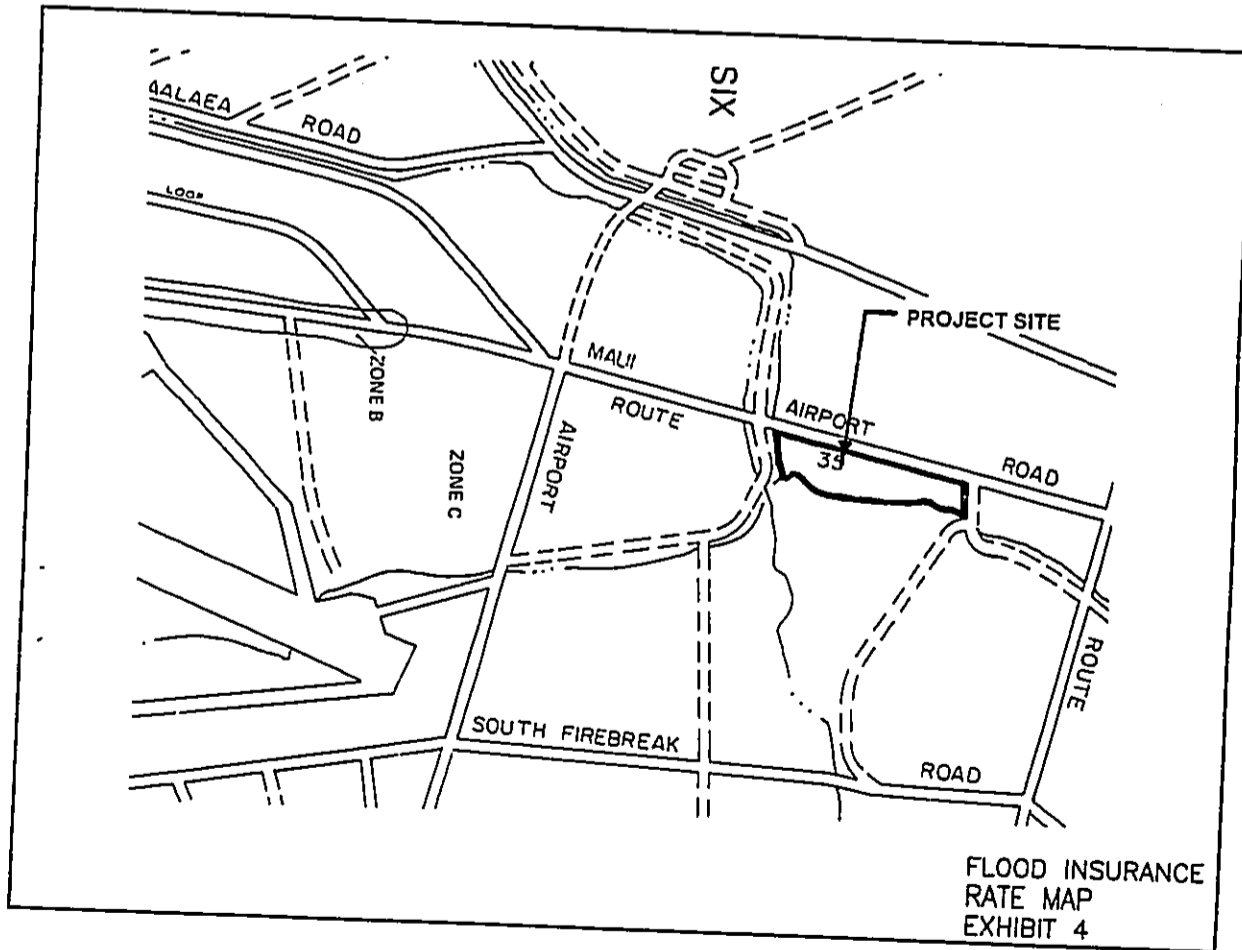 SIX
AALAEA
ROAD
LOOP
PROJECT SITE
MAUI
ROUTE
AIRPORT
ROAD
35
ZONE B
ZONE C
AIRPORT
ROUTE
SOUTH FIREBREAK
ROAD
FLOOD INSURANCE
RATE MAP
EXHIBIT 4